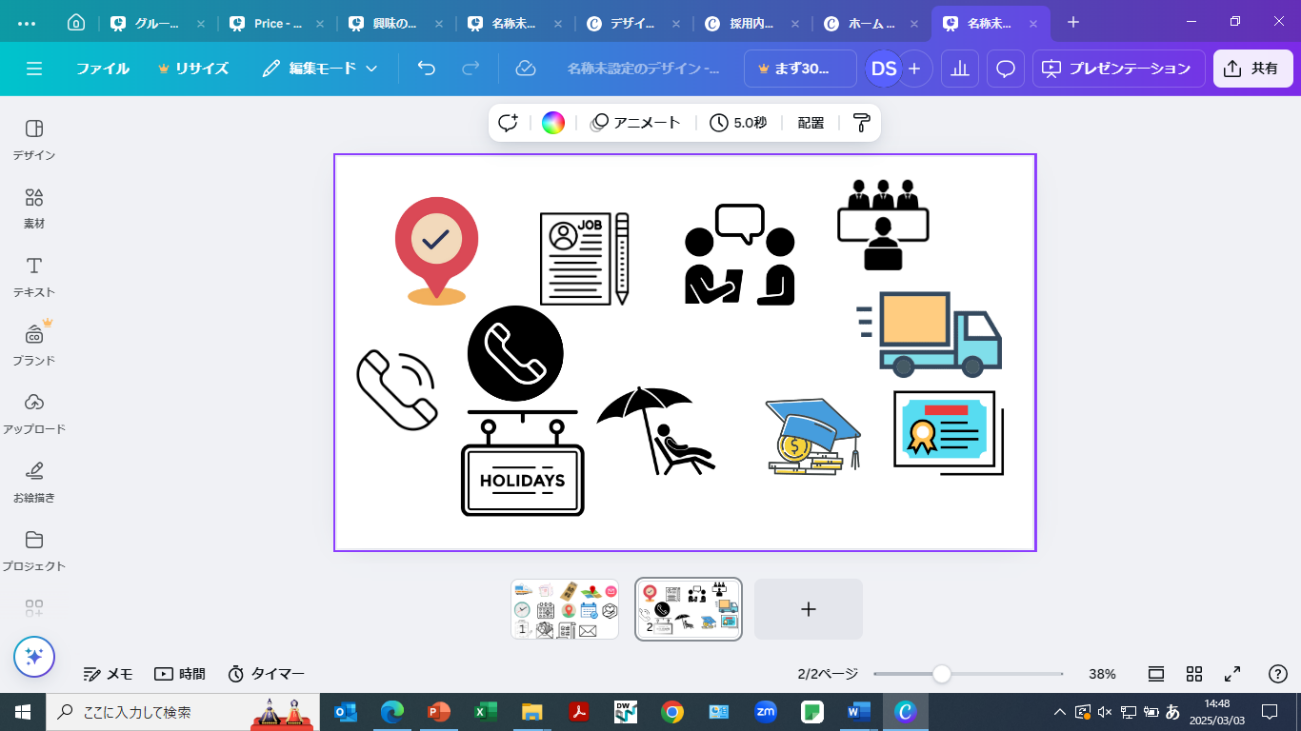 グルー...
Price - ...
興味の...
名称未...
デザイ...
採用内...
ホーム ...
名称未...
ファイル
リサイズ
編集モード
名称未設定のデザイン -...
まず30...
DS
プレゼンテーション
共有
アニメート
5.0秒
配置
デザイン
素材
テキスト
ブランド
アップロード
お絵描き
プロジェクト
JOB
HOLIDAYS
1
2
メモ
時間
タイマー
2/2ページ
38%
ここに入力して検索
DW
zm
あ
14:48
2025/03/03